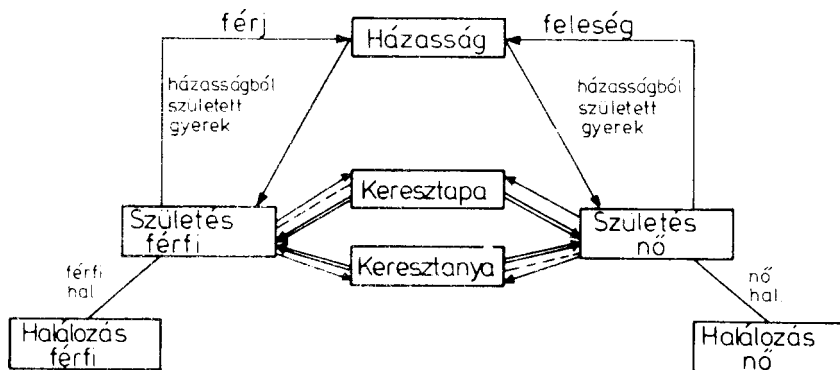 férj
Házasság
feleség
házasságból
született
gyerek
házasságból
született
gyerek
Keresztapa
Születés
férfi
Születés
nő
Keresztanya
férfi
hal.
nő
hal.
Halálozás
férfi
Halálozás
nő